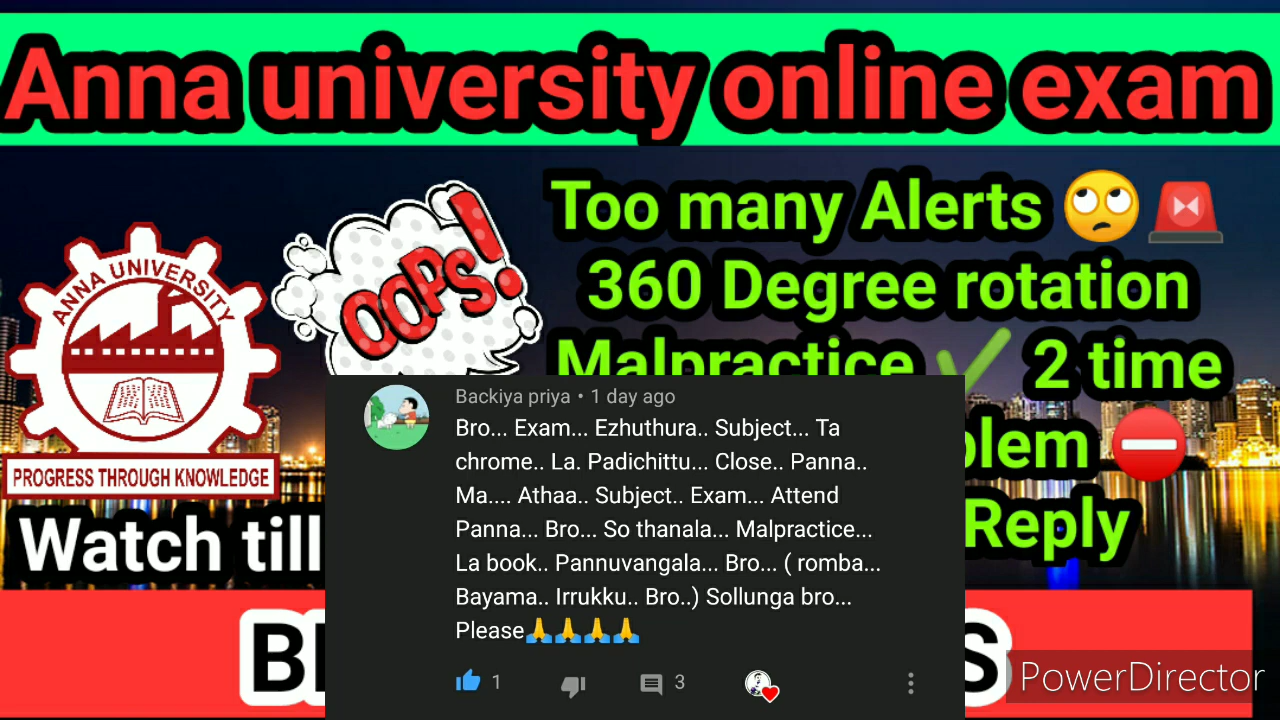 Anna university online exam
Too many Alerts 🙄 🚨
360 Degree rotation
Malpractice ✔ 2 time
ANNA UNIVERSITY
OOPS!
PROGRESS THROUGH KNOWLEDGE
Watch till
Reply
Backiya priya • 1 day ago
Bro... Exam... Ezhuthura.. Subject... Ta
chrome.. La. Padichittu... Close.. Panna..
Ma.... Athaa.. Subject.. Exam... Attend
Panna... Bro... So thanala... Malpractice...
La book.. Pannuvangala... Bro... ( romba...
Bayama.. Irrukku.. Bro..) Sollunga bro...
Please🙏🙏🙏🙏
1
3
PowerDirector